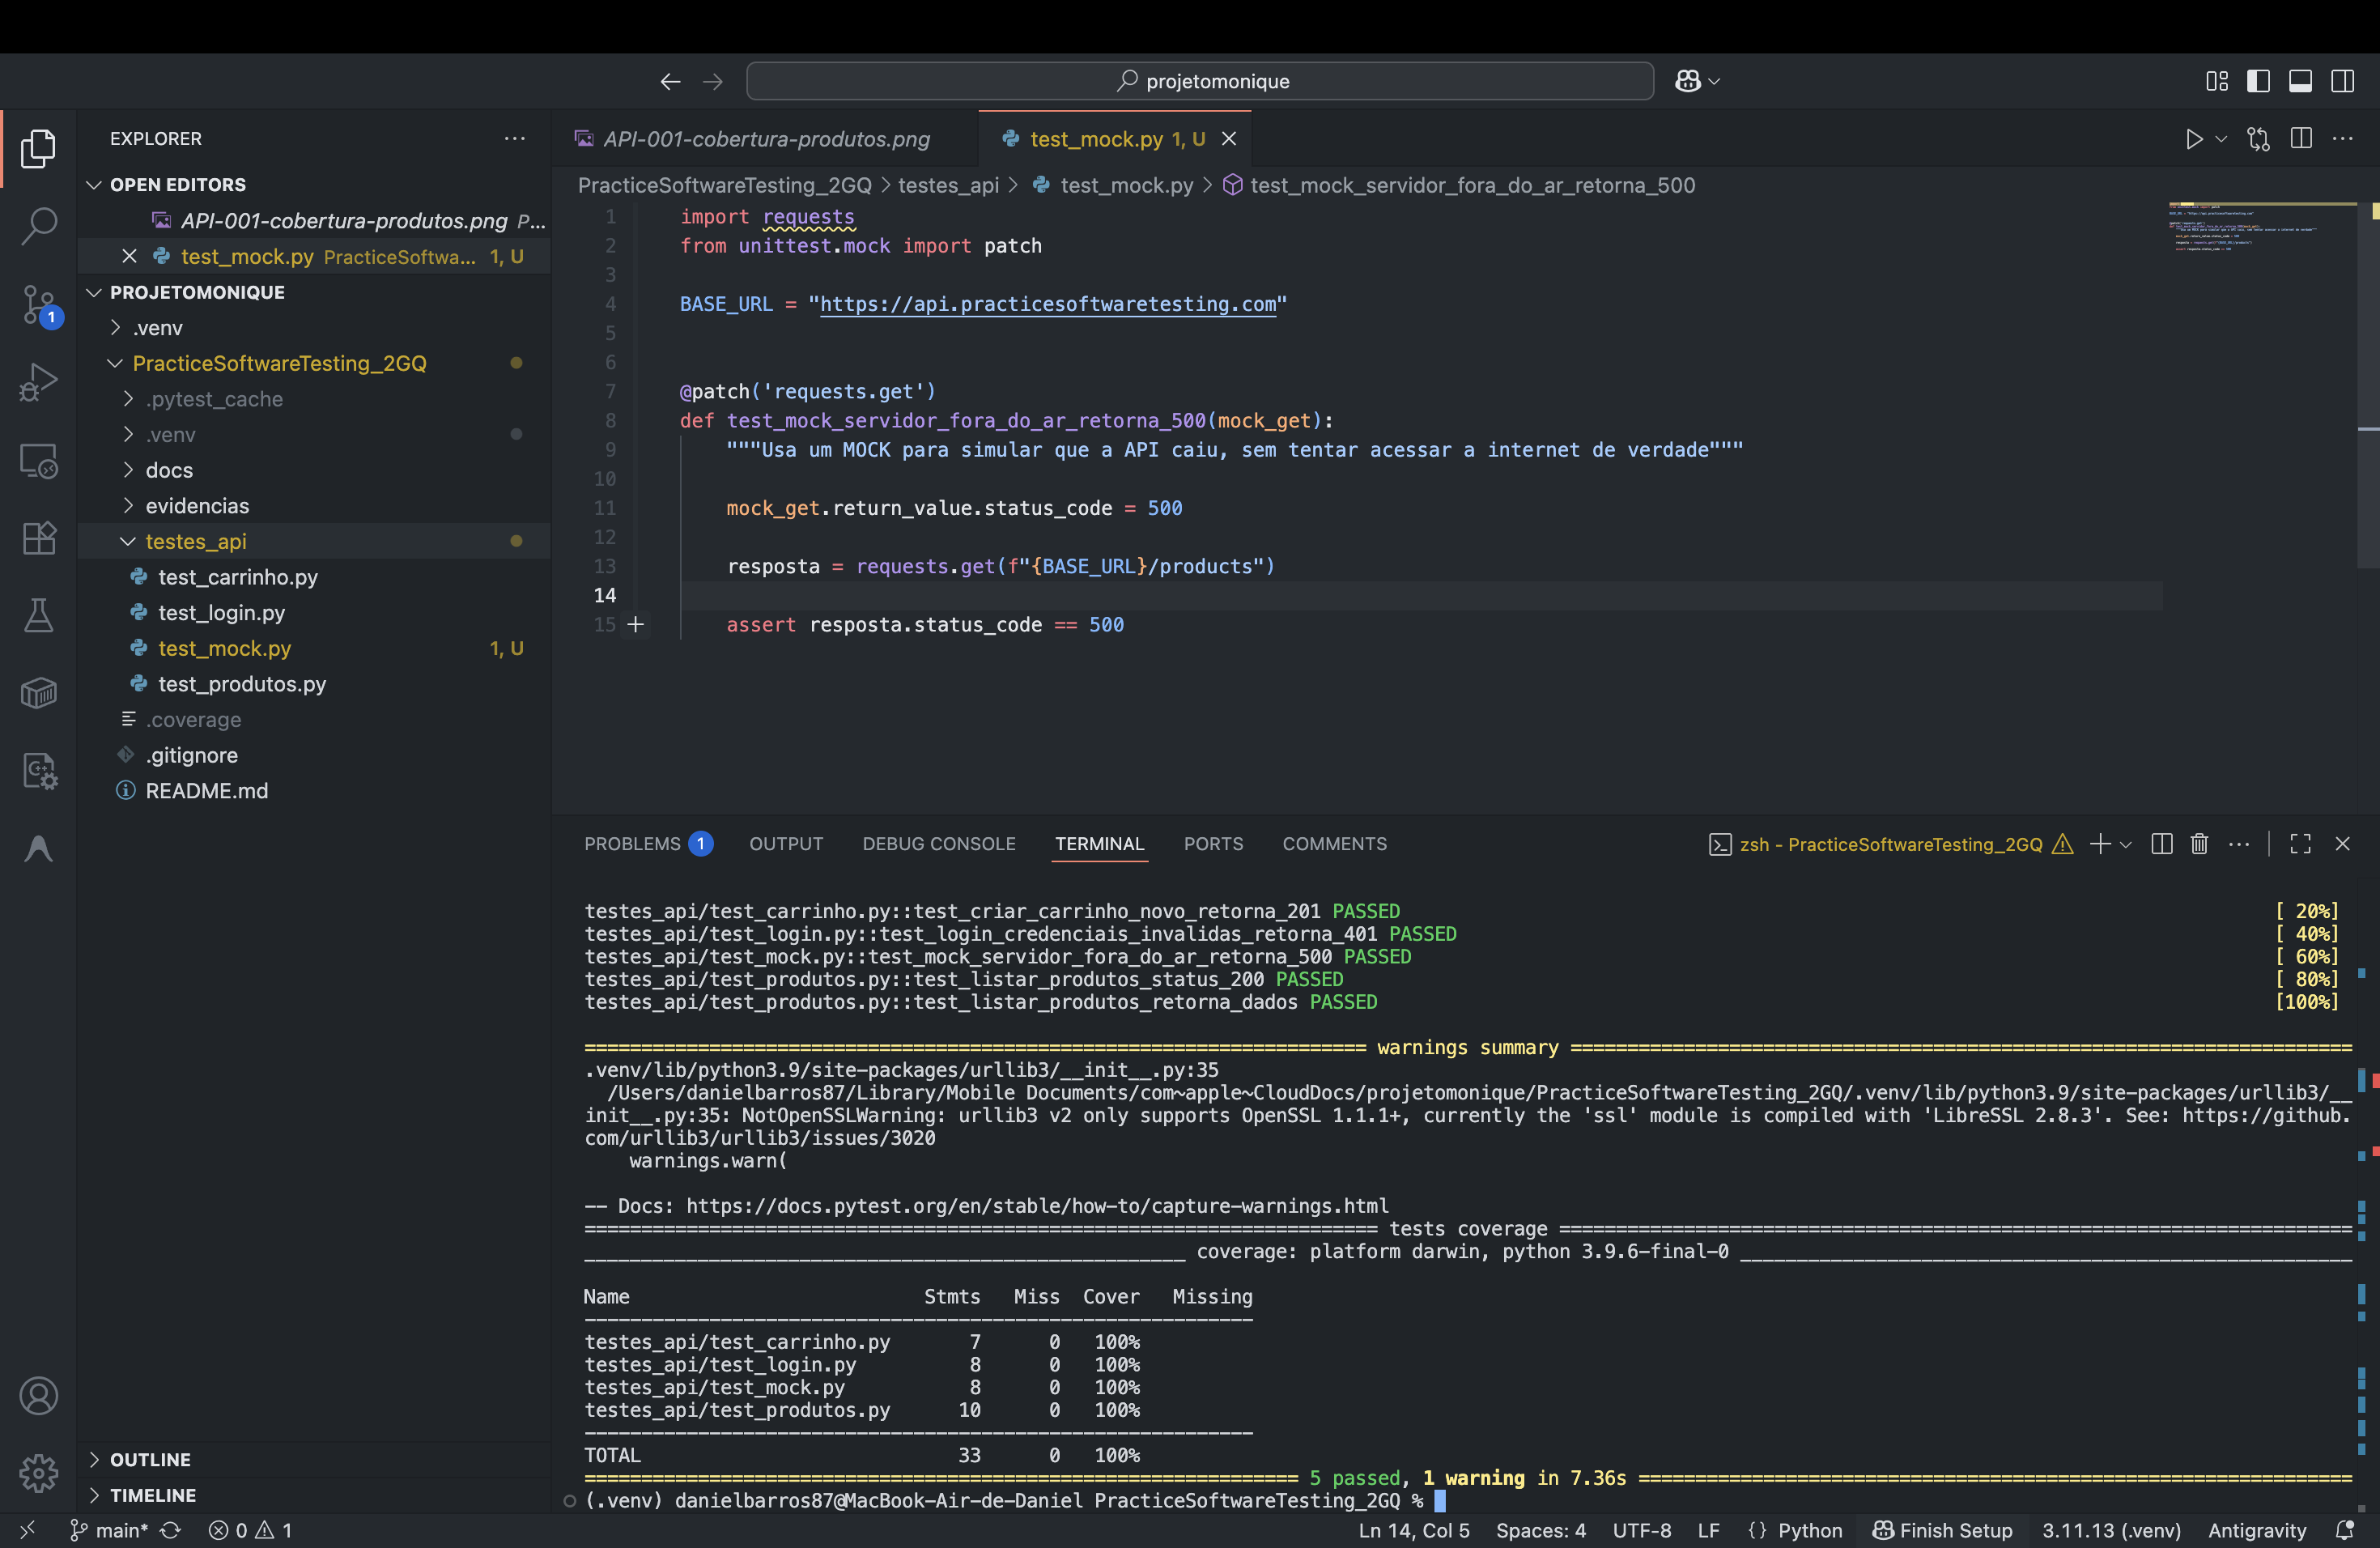 projetomonique
EXPLORER
OPEN EDITORS
API-001-cobertura-produtos.png P...
test_mock.py PracticeSoftwa... 1, U
PROJETOMONIQUE
.venv
PracticeSoftwareTesting_2GQ
.pytest_cache
.venv
docs
evidencias
testes_api
test_carrinho.py
test_login.py
test_mock.py 1, U
test_produtos.py
.coverage
.gitignore
README.md
OUTLINE
TIMELINE
API-001-cobertura-produtos.png
test_mock.py 1, U
PracticeSoftwareTesting_2GQ > testes_api > test_mock.py > test_mock_servidor_fora_do_ar_retorna_500
1 import requests
2 from unittest.mock import patch
3
4 BASE_URL = "https://api.practicesoftwaretesting.com"
5
6
7 @patch('requests.get')
8 def test_mock_servidor_fora_do_ar_retorna_500(mock_get):
9 """Usa um MOCK para simular que a API caiu, sem tentar acessar a internet de verdade"""
10
11 mock_get.return_value.status_code = 500
12
13 resposta = requests.get(f"{BASE_URL}/products")
14
15 assert resposta.status_code == 500
PROBLEMS 1 OUTPUT DEBUG CONSOLE TERMINAL PORTS COMMENTS
zsh - PracticeSoftwareTesting_2GQ
testes_api/test_carrinho.py::test_criar_carrinho_novo_retorna_201 PASSED [ 20%]
testes_api/test_login.py::test_login_credenciais_invalidas_retorna_401 PASSED [ 40%]
testes_api/test_mock.py::test_mock_servidor_fora_do_ar_retorna_500 PASSED [ 60%]
testes_api/test_produtos.py::test_listar_produtos_status_200 PASSED [ 80%]
testes_api/test_produtos.py::test_listar_produtos_retorna_dados PASSED [100%]
===== warnings summary =====
.venv/lib/python3.9/site-packages/urllib3/__init__.py:35
/Users/danielbarros87/Library/Mobile Documents/com~apple~CloudDocs/projetomonique/PracticeSoftwareTesting_2GQ/.venv/lib/python3.9/site-packages/urllib3/__
init__.py:35: NotOpenSSLWarning: urllib3 v2 only supports OpenSSL 1.1.1+, currently the 'ssl' module is compiled with 'LibreSSL 2.8.3'. See: https://github.
com/urllib3/urllib3/issues/3020
warnings.warn(
-- Docs: https://docs.pytest.org/en/stable/how-to/capture-warnings.html
===== tests coverage =====
_____ coverage: platform darwin, python 3.9.6-final-0 _____
Name Stmts Miss Cover Missing
testes_api/test_carrinho.py 7 0 100%
testes_api/test_login.py 8 0 100%
testes_api/test_mock.py 8 0 100%
testes_api/test_produtos.py 10 0 100%
TOTAL 33 0 100%
===== 5 passed, 1 warning in 7.36s =====
(.venv) danielbarros87@MacBook-Air-de-Daniel PracticeSoftwareTesting_2GQ %
main* 0 1 Ln 14, Col 5 Spaces: 4 UTF-8 LF {} Python Finish Setup 3.11.13 (.venv) Antigravity